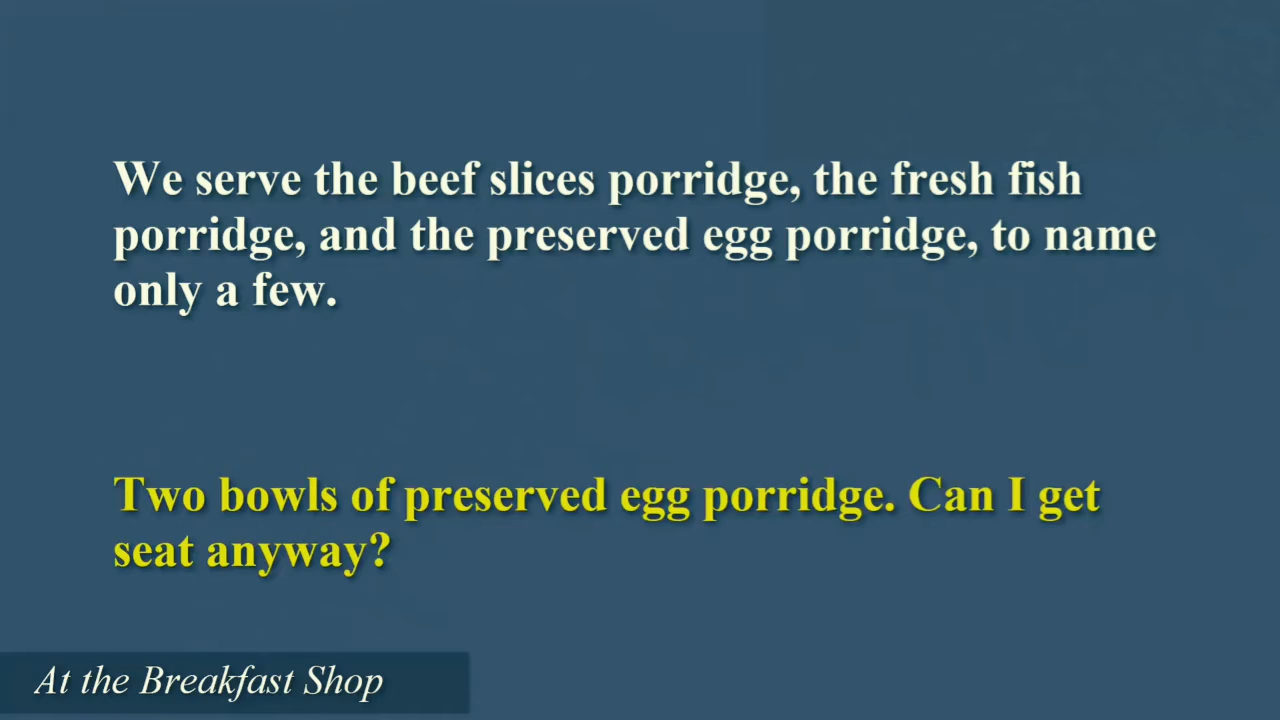 We serve the beef slices porridge, the fresh fish
porridge, and the preserved egg porridge, to name
only a few.
Two bowls of preserved egg porridge. Can I get
seat anyway?
At the Breakfast Shop